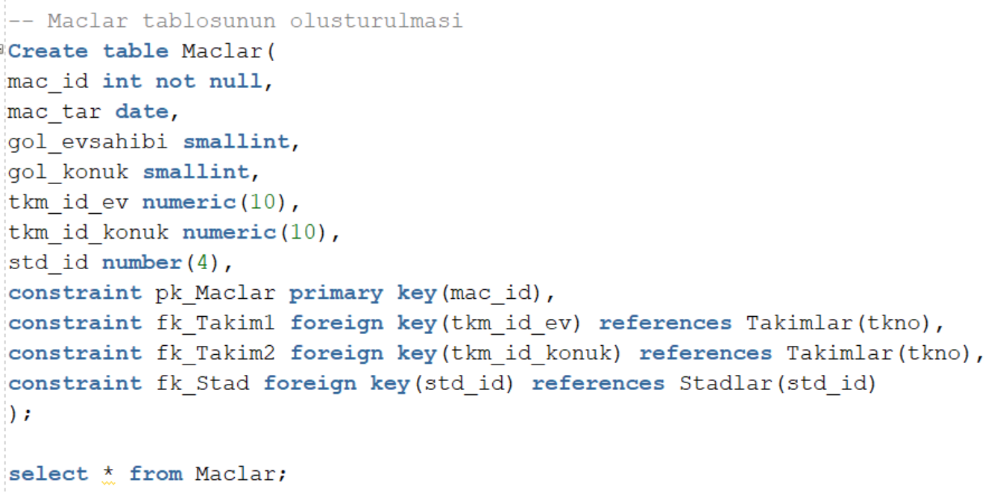 -- Maclar tablosunun olusturulmasi
Create table Maclar(
mac_id int not null,
mac_tar date,
gol_evsahibi smallint,
gol_konuk smallint,
tkm_id_ev numeric(10),
tkm_id_konuk numeric(10),
std_id number(4),
constraint pk_Maclar primary key(mac_id),
constraint fk_Takim1 foreign key(tkm_id_ev) references Takimlar(tkno),
constraint fk_Takim2 foreign key(tkm_id_konuk) references Takimlar(tkno),
constraint fk_Stad foreign key(std_id) references Stadlar(std_id)
);
select * from Maclar;